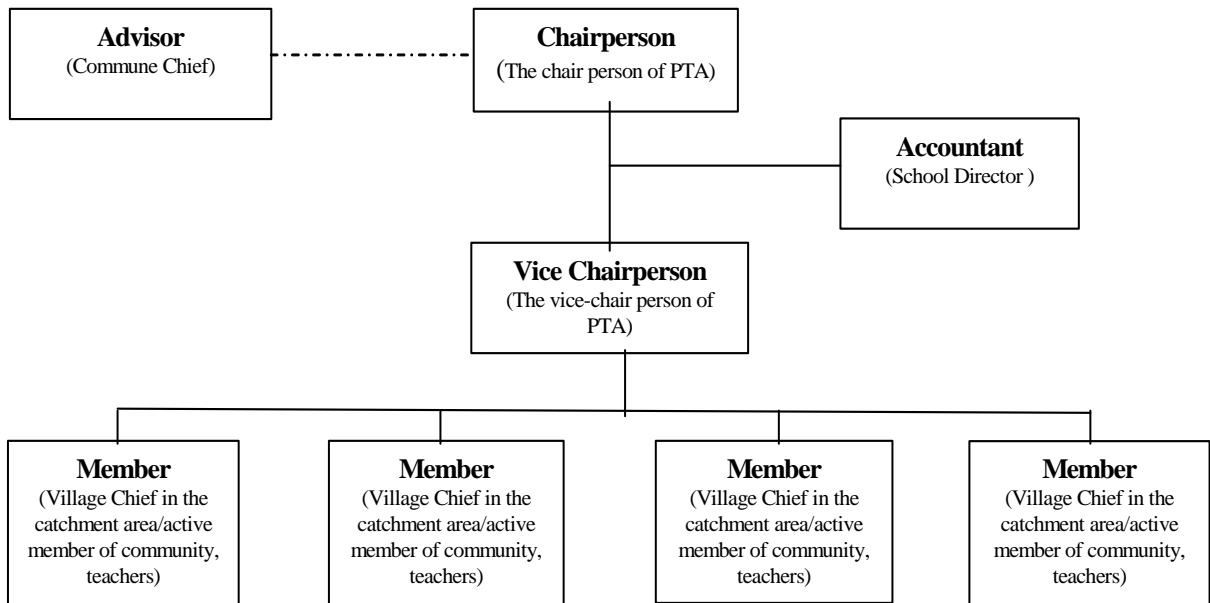 Advisor
(Commune Chief)
Chairperson
(The chair person of PTA)
Accountant
(School Director )
Vice Chairperson
(The vice-chair person of
PTA)
Member
(Village Chief in the
catchment area/active
member of community,
teachers)
Member
(Village Chief in the
catchment area/active
member of community,
teachers)
Member
(Village Chief in the
catchment area/active
member of community,
teachers)
Member
(Village Chief in the
catchment area/active
member of community,
teachers)